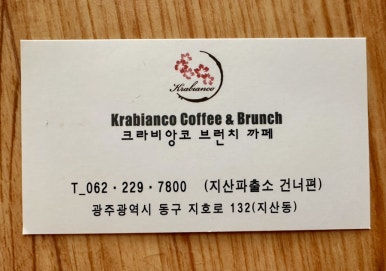 Krabianco
Krabianco Coffee & Brunch
크라비앙코 브런치 까페
T_062・229・7800 (지산파출소 건너편)
광주광역시 동구 지호로 132(지산동)